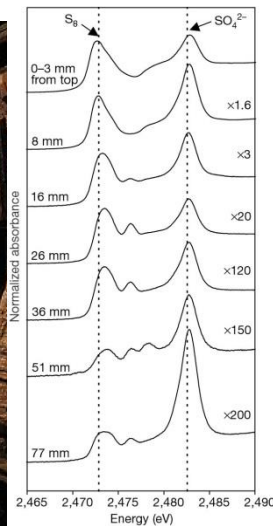 S₈ SO₄²⁻
0–3 mm
from top
×1.6
8 mm
×3
16 mm
×20
26 mm
×120
36 mm
×150
51 mm
×200
77 mm
Normalized absorbance
2,465 2,470 2,475 2,480 2,485 2,490
Energy (eV)